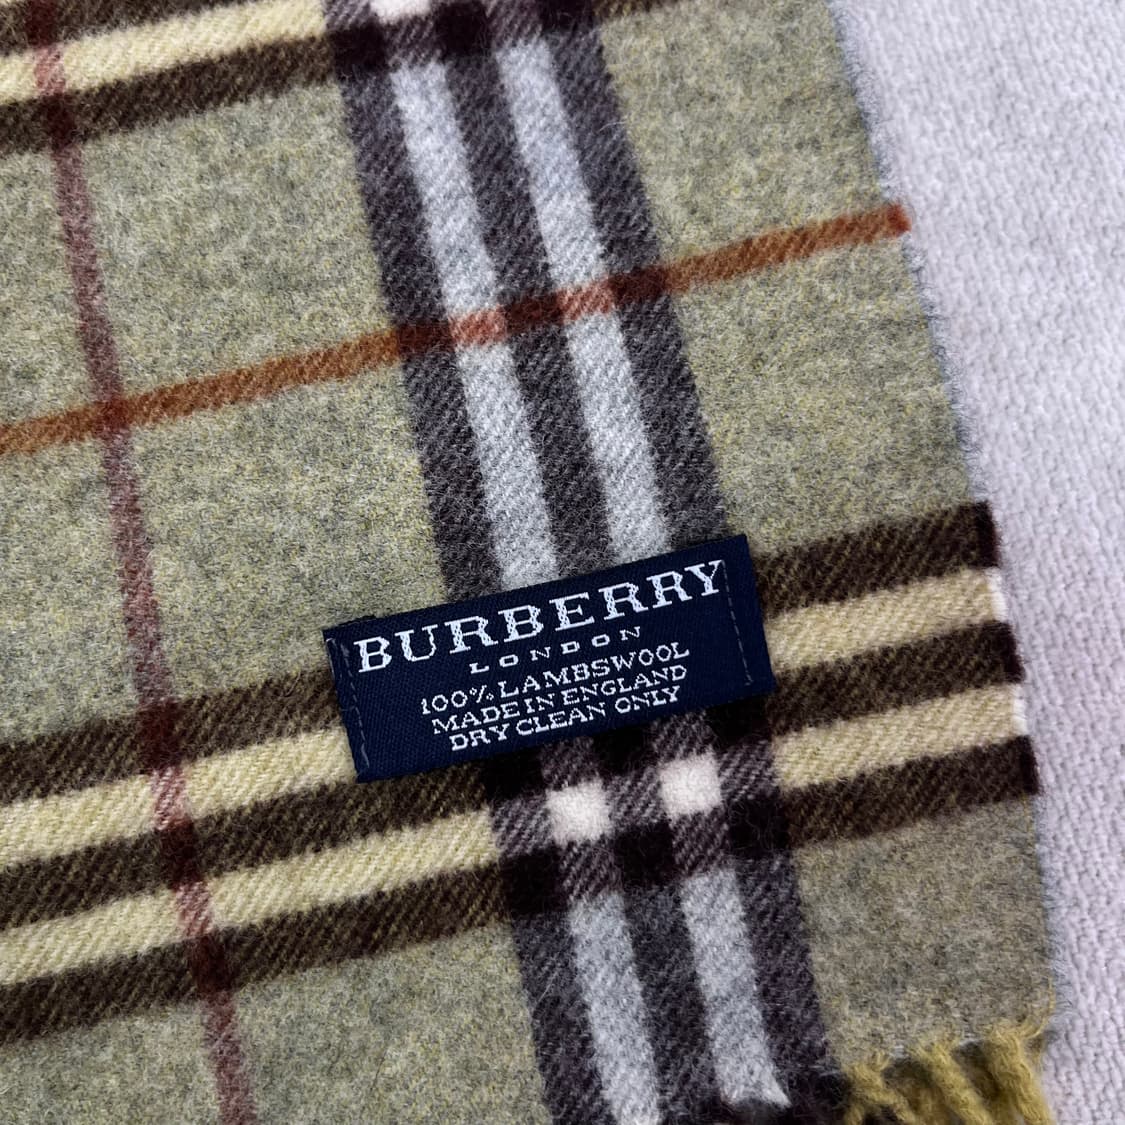 BURBERRY
LONDON
100% LAMBSWOOL
MADE IN ENGLAND
DRY CLEAN ONLY